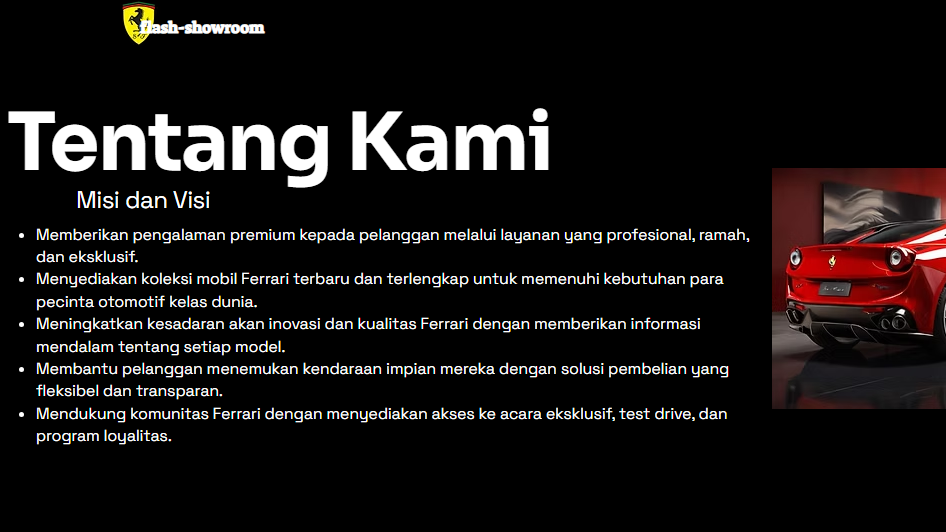 flash-showroom
Tentang Kami
Misi dan Visi
Memberikan pengalaman premium kepada pelanggan melalui layanan yang profesional, ramah,
dan eksklusif.
Menyediakan koleksi mobil Ferrari terbaru dan terlengkap untuk memenuhi kebutuhan para
pecinta otomotif kelas dunia.
Meningkatkan kesadaran akan inovasi dan kualitas Ferrari dengan memberikan informasi
mendalam tentang setiap model.
Membantu pelanggan menemukan kendaraan impian mereka dengan solusi pembelian yang
fleksibel dan transparan.
Mendukung komunitas Ferrari dengan menyediakan akses ke acara eksklusif, test drive, dan
program loyalitas.